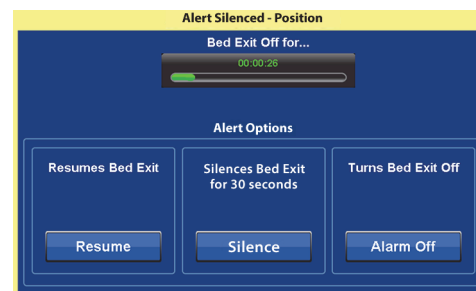 Alert Silenced - Position
Bed Exit Off for...
00:00:26
Alert Options
Resumes Bed Exit
Silences Bed Exit
for 30 seconds
Turns Bed Exit Off
Resume
Silence
Alarm Off